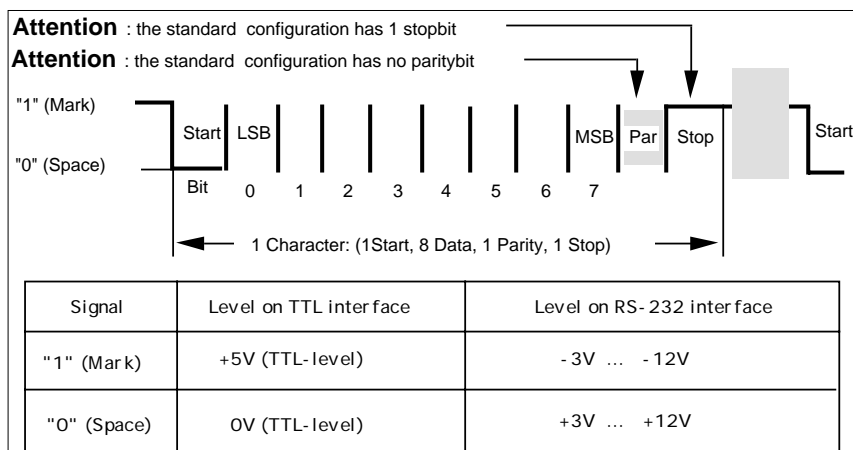 Attention : the standard configuration has 1 stopbit
Attention : the standard configuration has no paritybit
"1" (Mark)
Start LSB MSB Par Stop Start
"0" (Space)
Bit 0 1 2 3 4 5 6 7
1 Character: (1Start, 8 Data, 1 Parity, 1 Stop)
Signal Level on TTL interface Level on RS-232 interface
"1" (Mark) +5V (TTL-level) -3V ... -12V
"0" (Space) 0V (TTL-level) +3V ... +12V